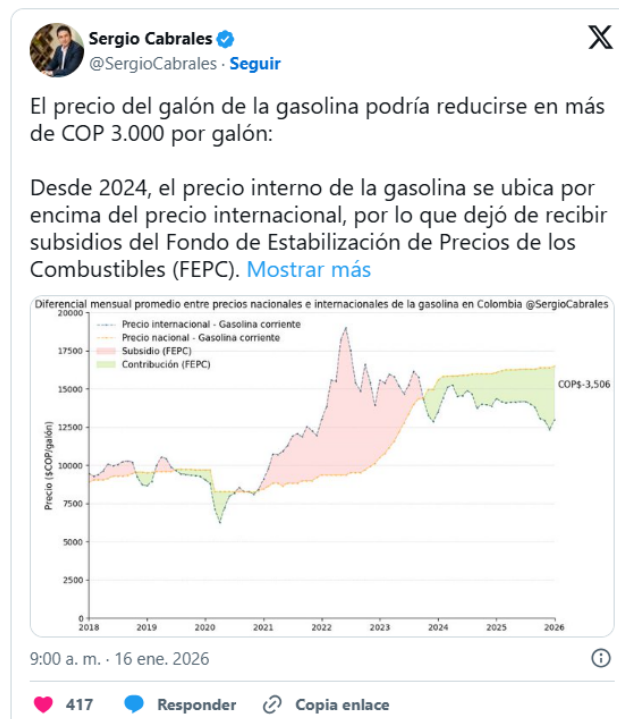 Sergio Cabrales
@SergioCabrales · Seguir
El precio del galón de la gasolina podría reducirse en más
de COP 3.000 por galón:
Desde 2024, el precio interno de la gasolina se ubica por
encima del precio internacional, por lo que dejó de recibir
subsidios del Fondo de Estabilización de Precios de los
Combustibles (FEPC). Mostrar más
Diferencial mensual promedio entre precios nacionales e internacionales de la gasolina en Colombia @SergioCabrales
20000
17500
15000
12500
10000
7500
5000
2500
0
Precio ($COP/galón)
Precio internacional - Gasolina corriente
Precio nacional - Gasolina corriente
Subsidio (FEPC)
Contribución (FEPC)
COP$-3,506
2018 2019 2020 2021 2022 2023 2024 2025 2026
9:00 a. m. · 16 ene. 2026
417 Responder Copia enlace